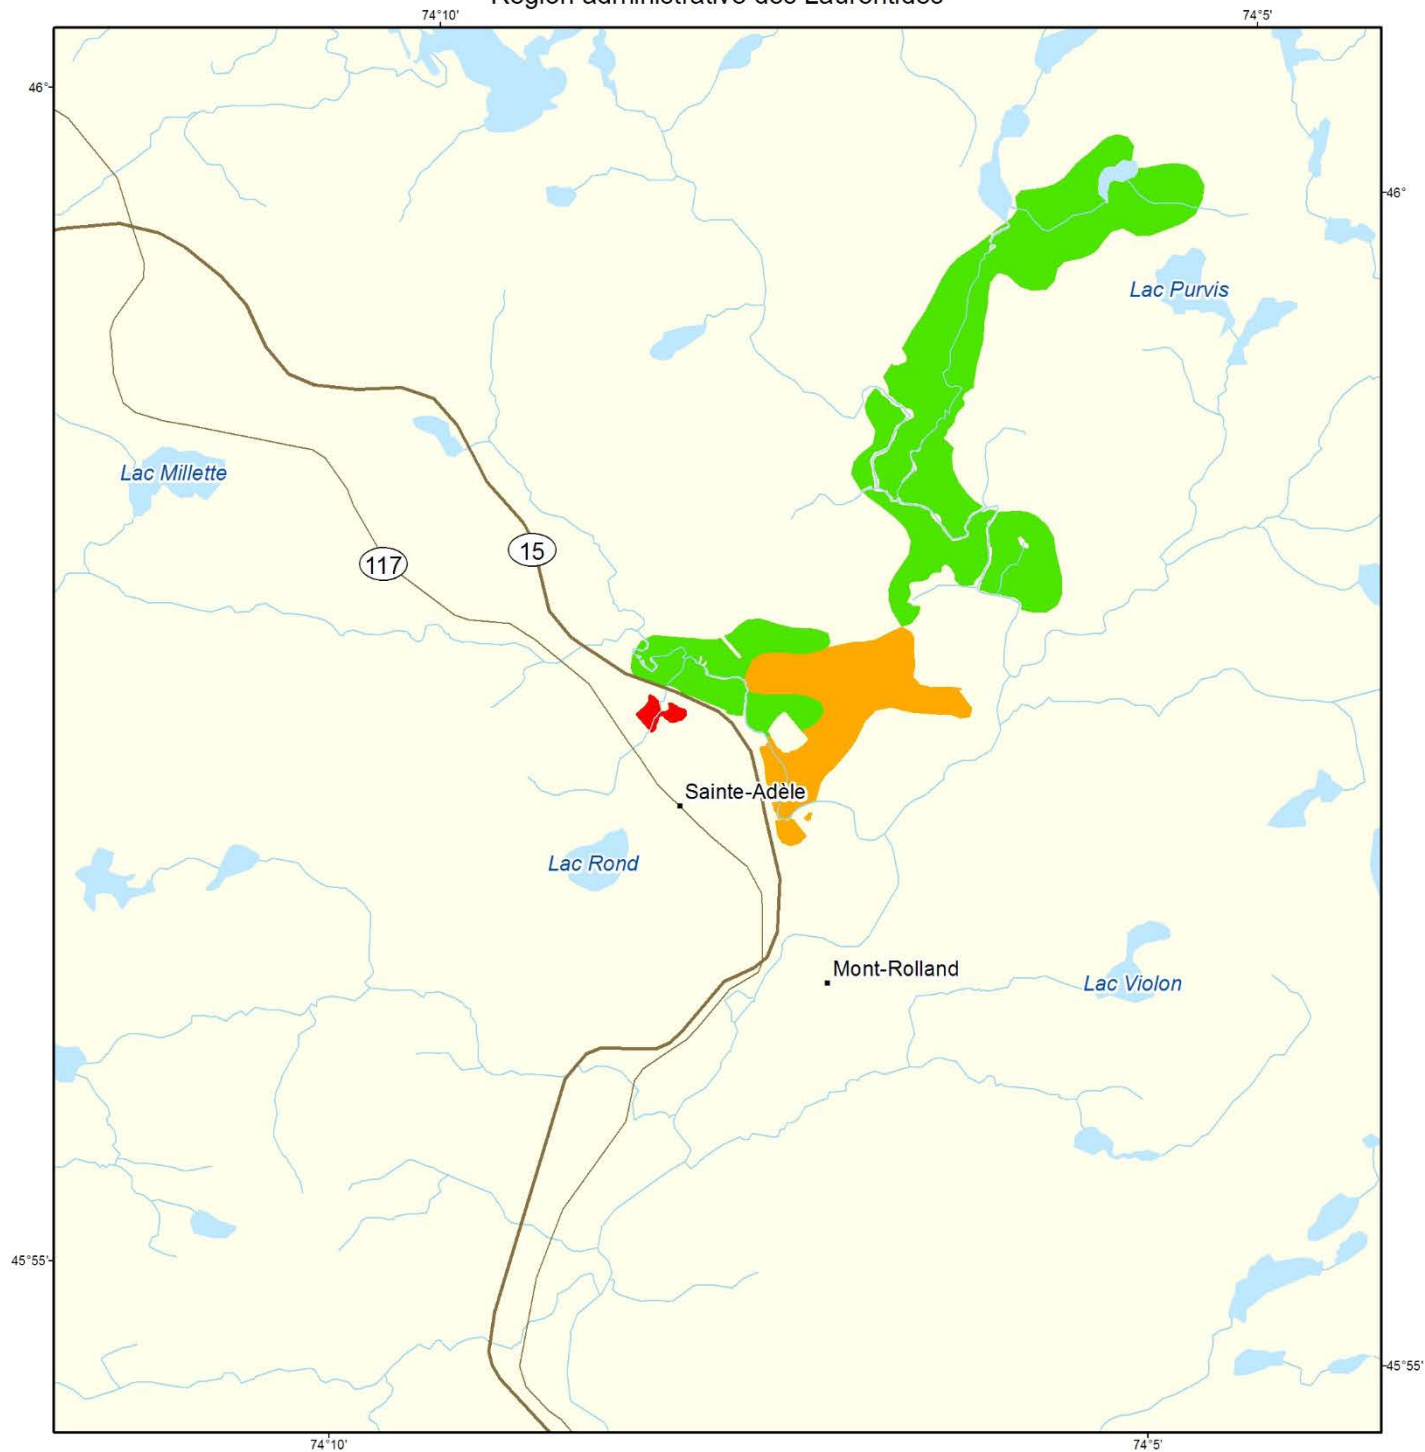 Région administrative des Laurentides
74°10'
74°5'
46°
46°
Lac Purvis
Lac Millette
15
117
Sainte-Adèle
Lac Rond
Mont-Rolland
Lac Violon
45°55'
45°55'
74°10'
74°5'